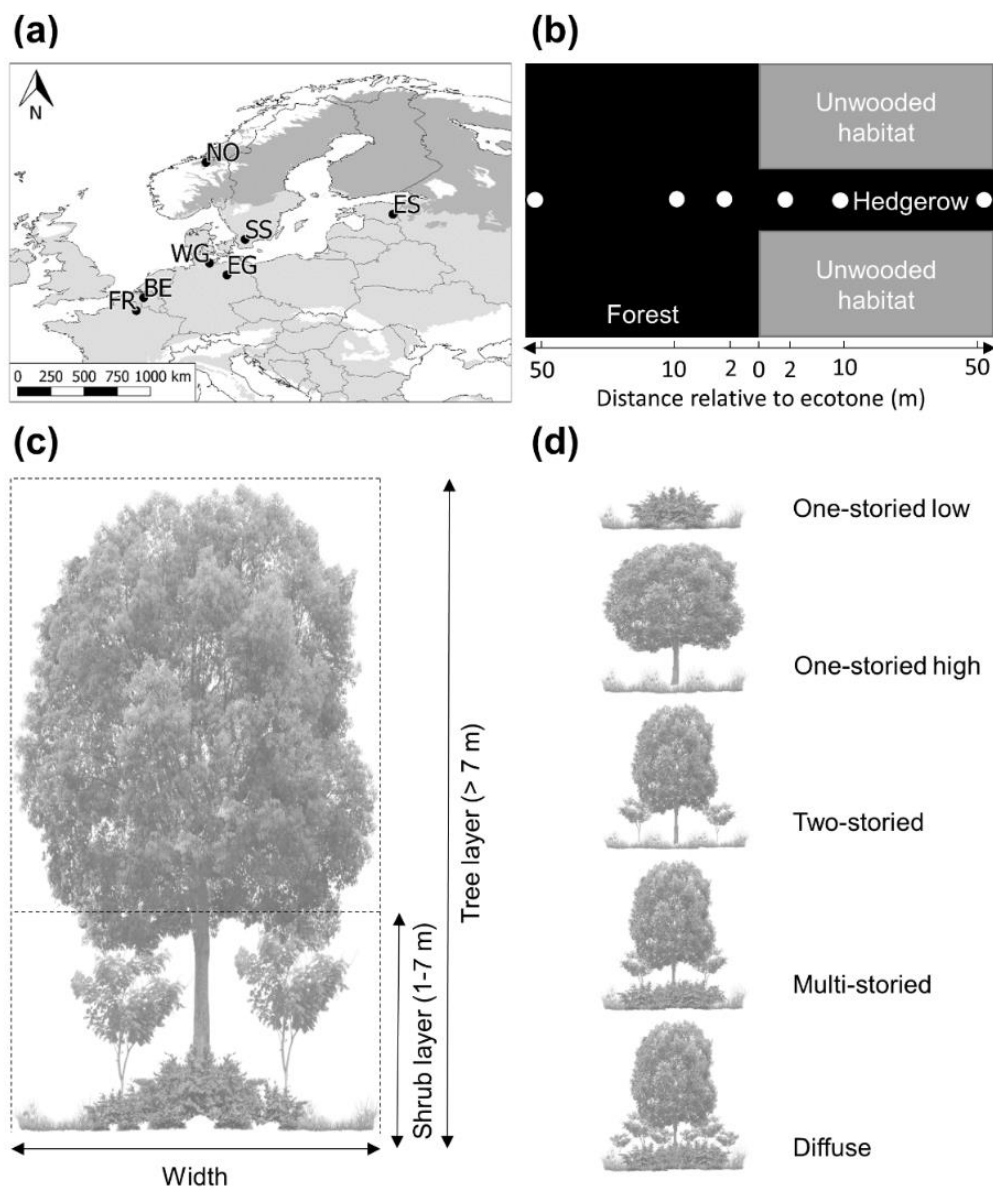 (a)
N
NO
ES
SS
WG
EG
BE
FR
0 250 500 750 1000 km
(b)
Unwooded
habitat
Hedgerow
Unwooded
habitat
Forest
50 10 2 0 2 10 50
Distance relative to ecotone (m)
(c)
Tree layer (> 7 m)
Shrub layer (1-7 m)
Width
(d)
One-storied low
One-storied high
Two-storied
Multi-storied
Diffuse